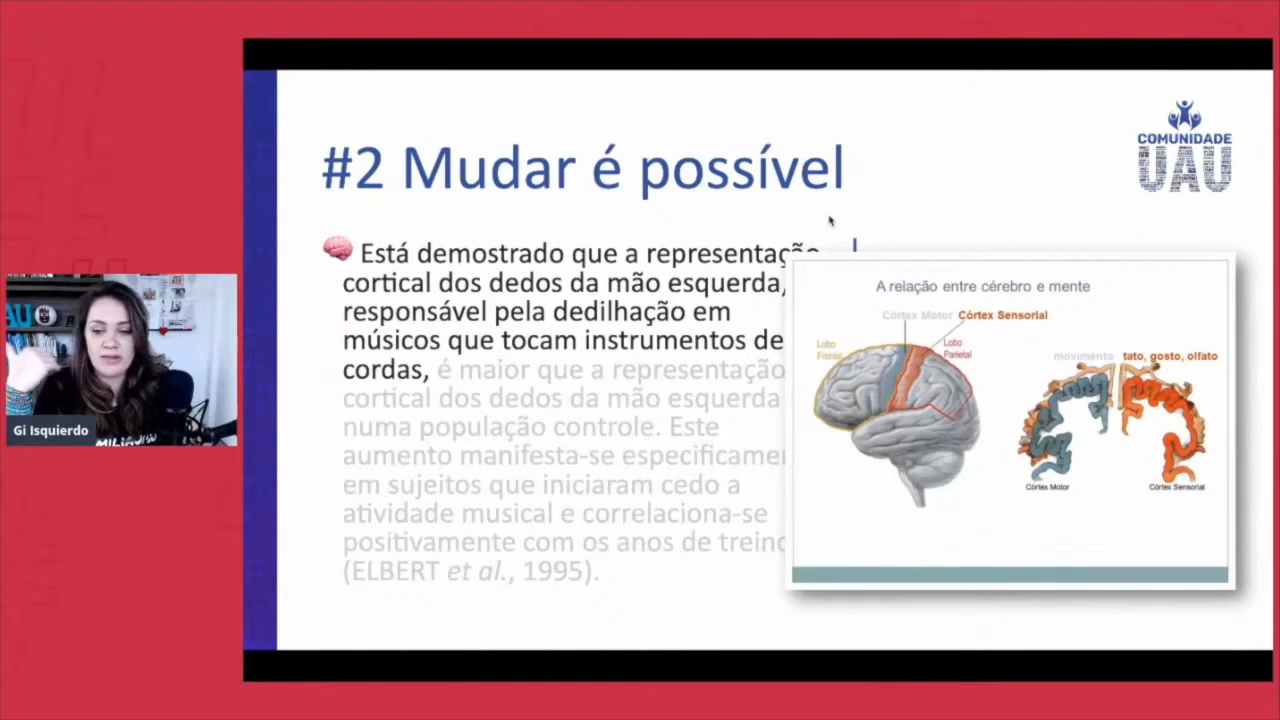 COMUNIDADE
UAU
#2 Mudar é possível
Está demostrado que a representação
cortical dos dedos da mão esquerda,
responsável pela dedilhação em
músicos que tocam instrumentos de
cordas, é maior que a representação
cortical dos dedos da mão esquerda
numa população controle. Este
aumento manifesta-se especificamen
em sujeitos que iniciaram cedo a
atividade musical e correlaciona-se
positivamente com os anos de treino
(ELBERT et al., 1995).
A relação entre cérebro e mente
Córtex Motor Córtex Sensorial
Lobo
Frontal
Lobo
Parietal
movimento tato, gosto, olfato
Córtex Motor
Córtex Sensorial
AU
Gi Isquierdo